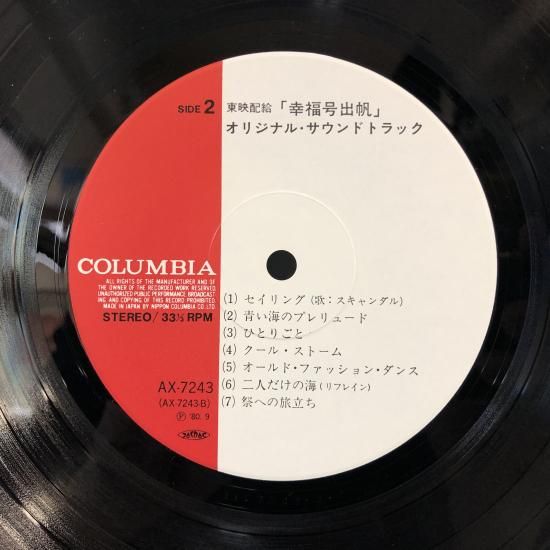 SIDE 2
東映配給「幸福号出帆」
オリジナル・サウンドトラック
COLUMBIA
ALL RIGHTS OF THE MANUFACTURER AND OF
THE OWNER OF THE RECORDED WORK RESERVED
UNAUTHORIZED PUBLIC PERFORMANCE BROADCAST
ING AND COPYING OF THIS RECORD PROHIBITED
MADE IN JAPAN BY NIPPON COLUMBIA CO.LTD
STEREO/33⅓ RPM
AX-7243
(AX-7243-B)
Ⓟ '80. 9
(1) セイリング (歌:スキャンダル)
(2) 青い海のプレリュード
(3) ひとりごと
(4) クール・ストーム
(5) オールド・ファッション・ダンス
(6) 二人だけの海 (リフレイン)
(7) 祭への旅立ち